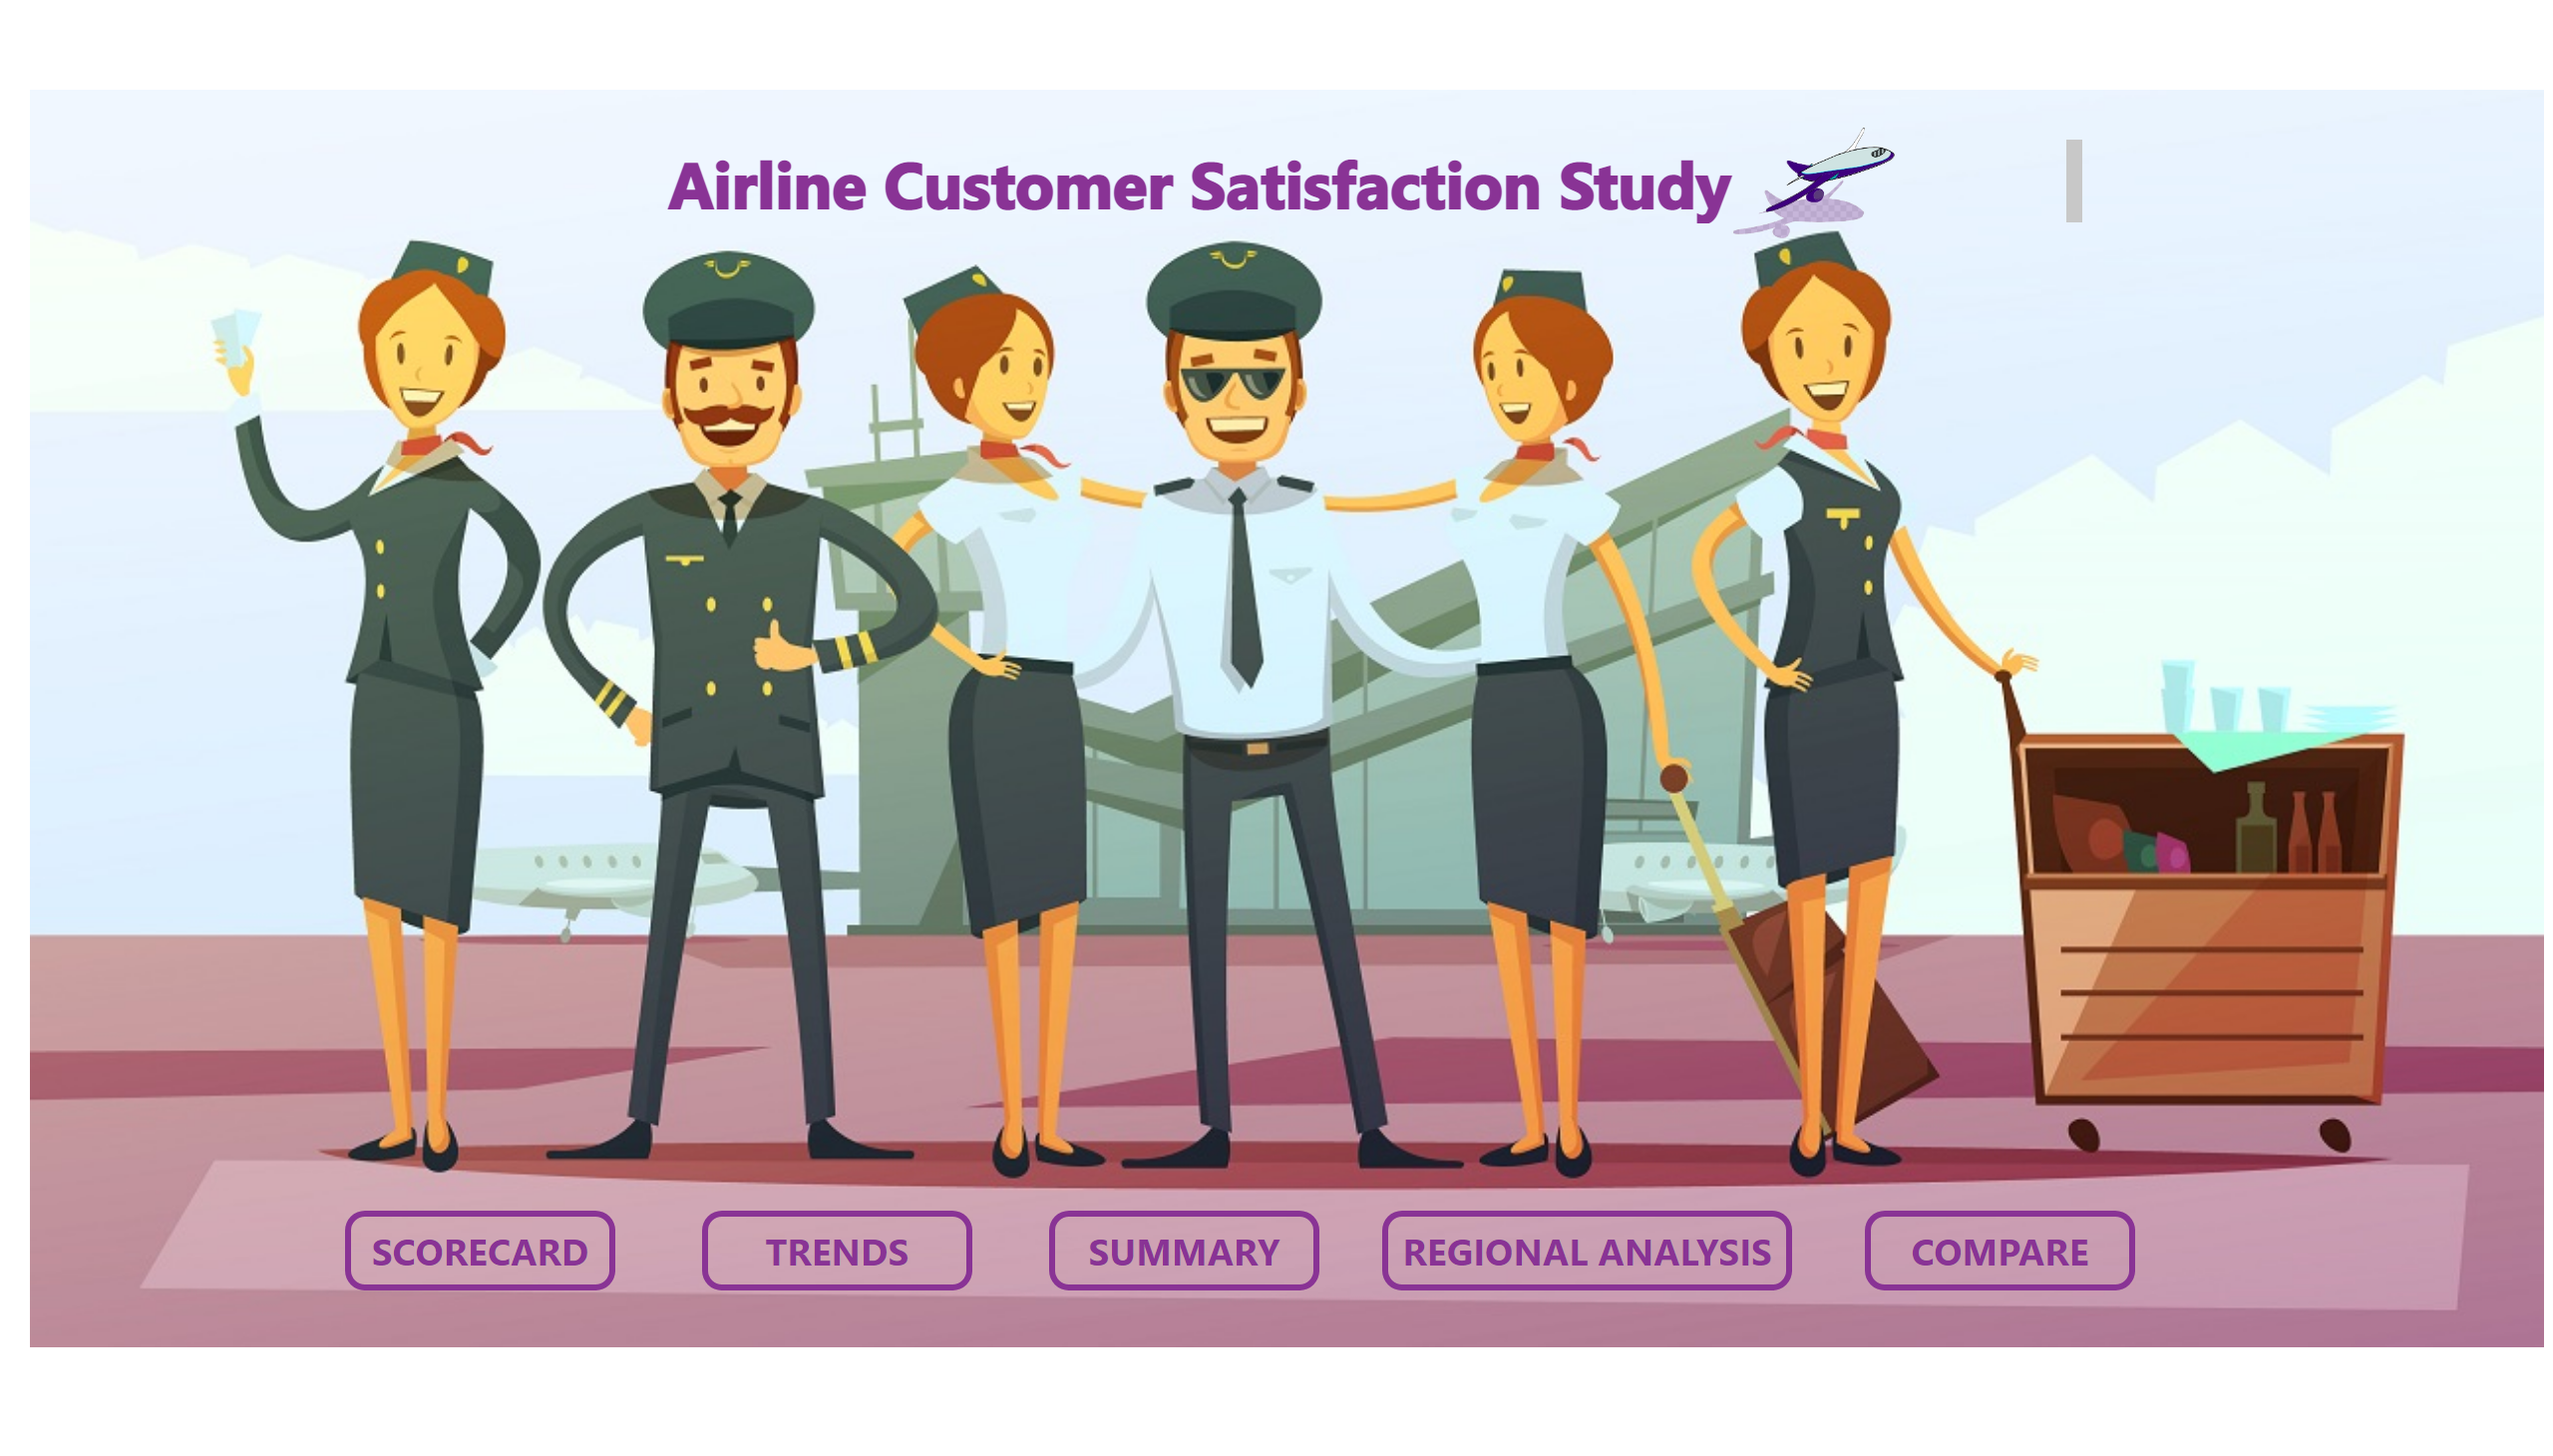 Airline Customer Satisfaction Study
SCORECARD
TRENDS
SUMMARY
REGIONAL ANALYSIS
COMPARE